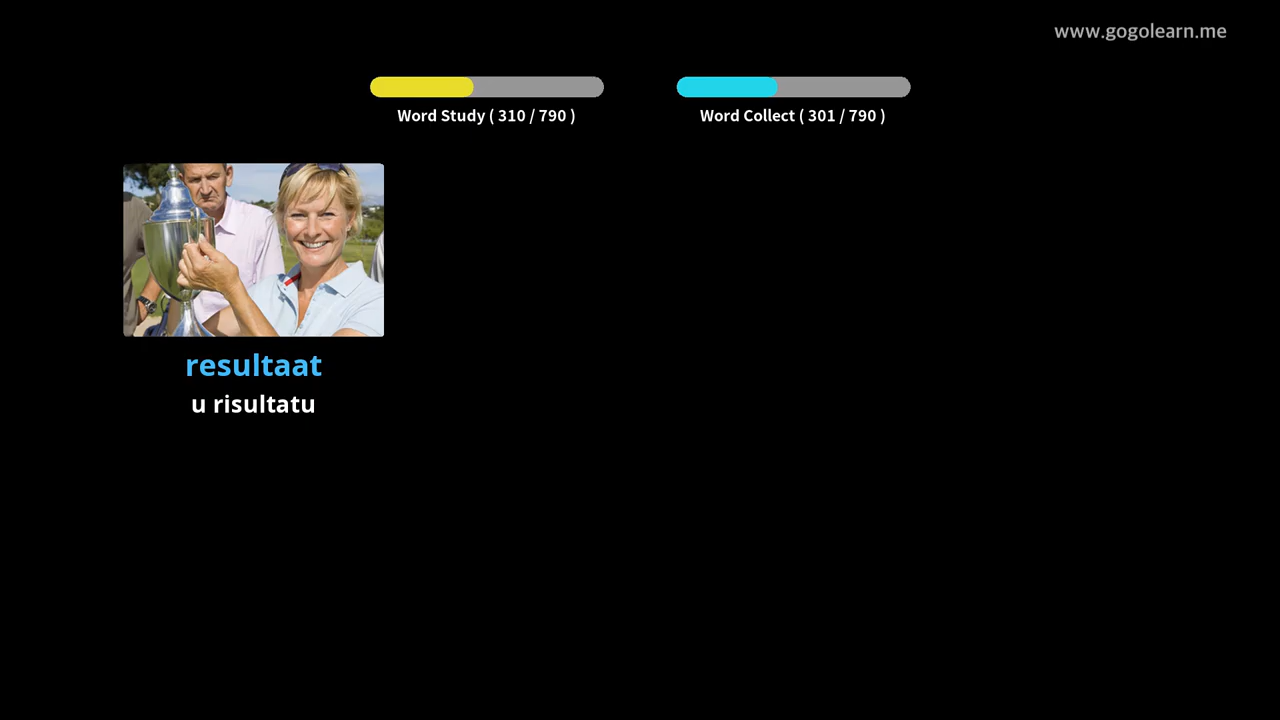 www.gogolearn.me
Word Study ( 310 / 790 )
Word Collect ( 301 / 790 )
resultaat
u risultatu